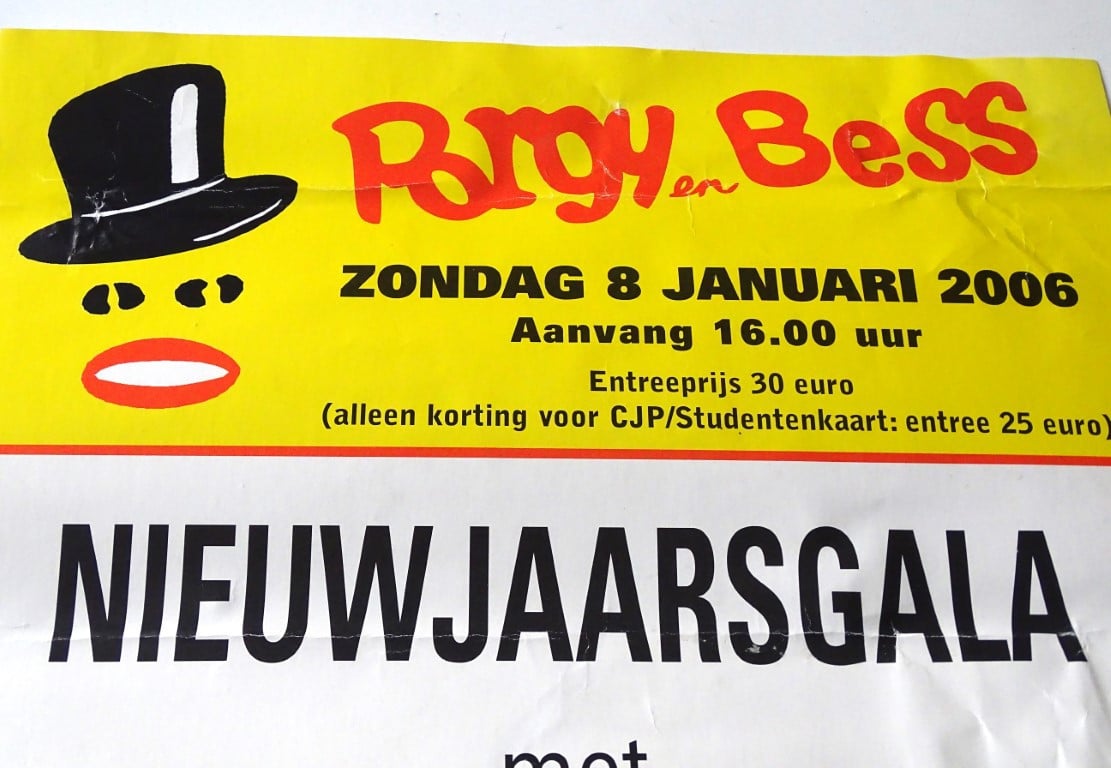 Porgy en Bess
ZONDAG 8 JANUARI 2006
Aanvang 16.00 uur
Entreeprijs 30 euro
(alleen korting voor CJP/Studentenkaart: entree 25 euro)
NIEUWJAARSGALA
met